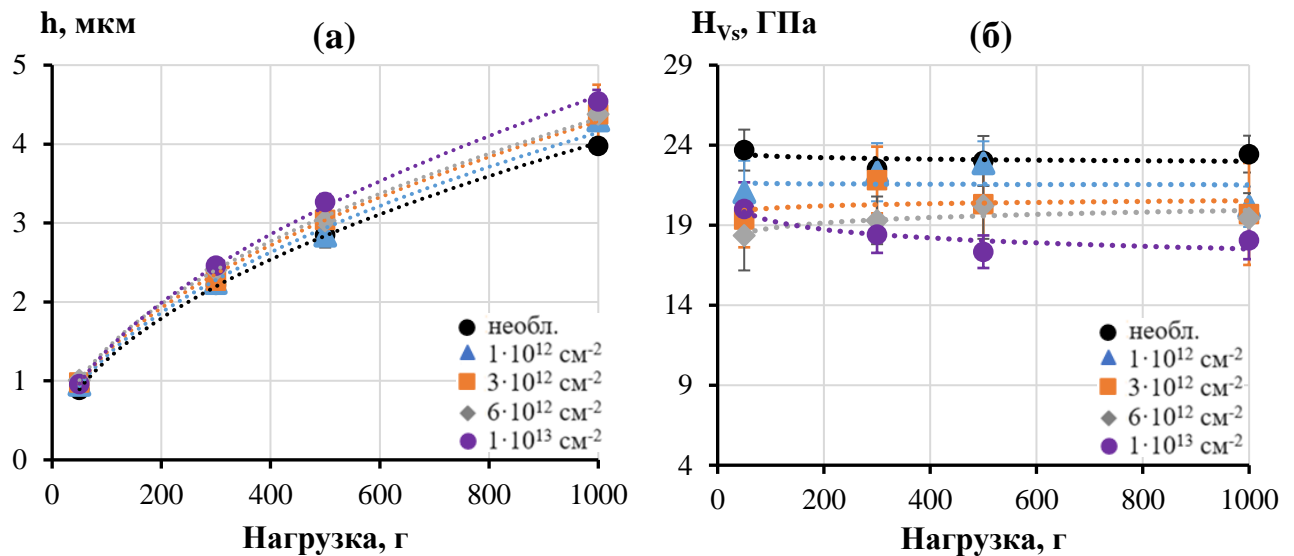 h, мкм
(а)
5
4
3
2
1
0
0 200 400 600 800 1000
Нагрузка, г
необл.
1·10¹² см⁻²
3·10¹² см⁻²
6·10¹² см⁻²
1·10¹³ см⁻²
H_Vs, ГПа
(б)
29
24
19
14
9
4
0 200 400 600 800 1000
Нагрузка, г
необл.
1·10¹² см⁻²
3·10¹² см⁻²
6·10¹² см⁻²
1·10¹³ см⁻²